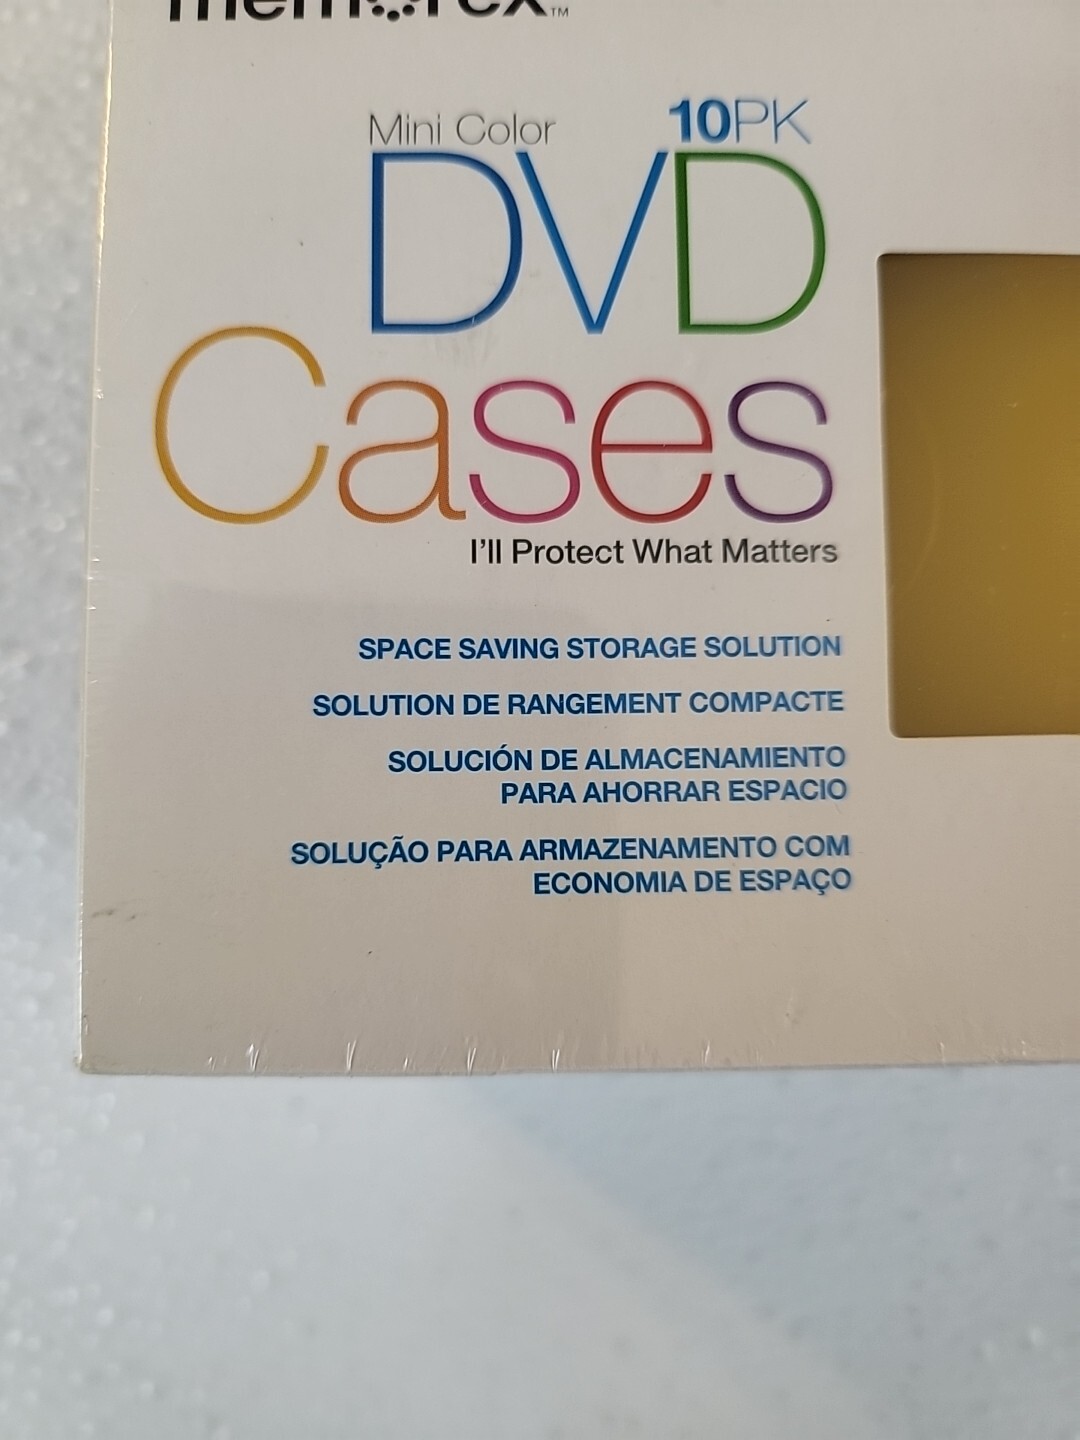 memorex™
Mini Color 10PK
DVD
Cases
I'll Protect What Matters
SPACE SAVING STORAGE SOLUTION
SOLUTION DE RANGEMENT COMPACTE
SOLUCIÓN DE ALMACENAMIENTO
PARA AHORRAR ESPACIO
SOLUÇÃO PARA ARMAZENAMENTO COM
ECONOMIA DE ESPAÇO